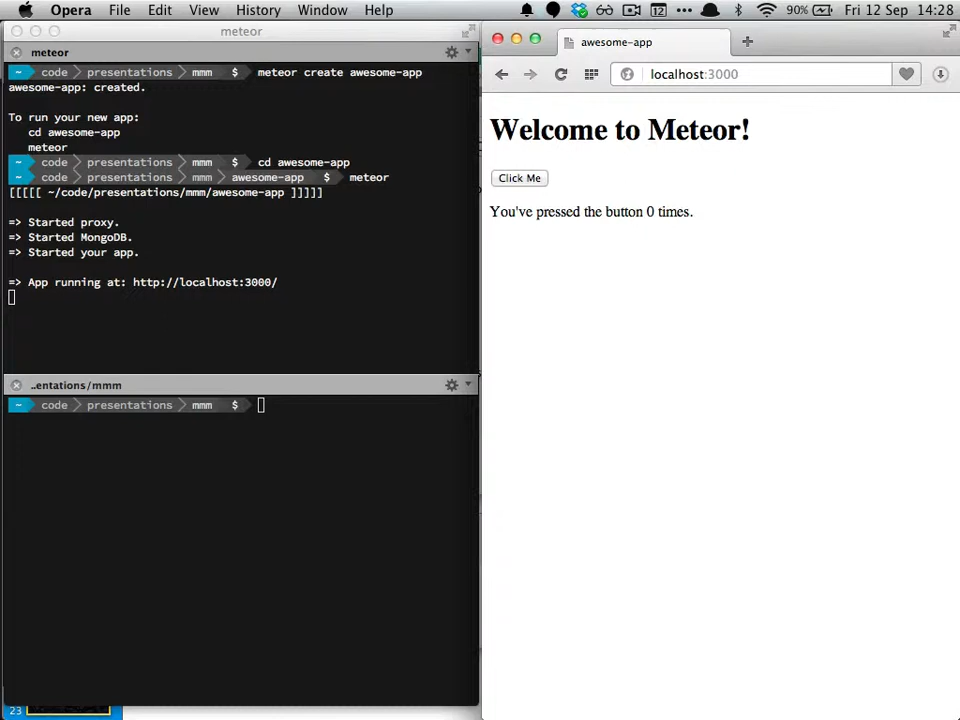 Opera File Edit View History Window Help 12 90% Fri 12 Sep 14:28
meteor
meteor
~ code presentations mmm $ meteor create awesome-app
awesome-app: created.
To run your new app:
cd awesome-app
meteor
~ code presentations mmm $ cd awesome-app
~ code presentations mmm awesome-app $ meteor
[[[[[ ~/code/presentations/mmm/awesome-app ]]]]]
=> Started proxy.
=> Started MongoDB.
=> Started your app.
=> App running at: http://localhost:3000/
..entations/mmm
~ code presentations mmm $
23
awesome-app
localhost:3000
Welcome to Meteor!
Click Me
You've pressed the button 0 times.